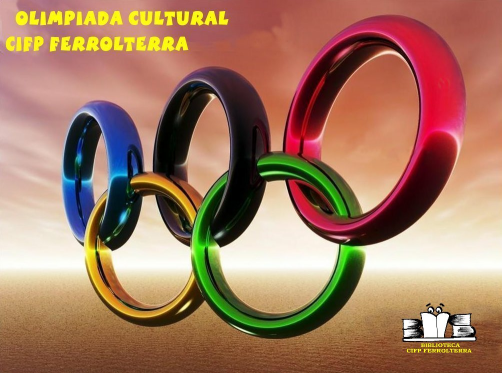 OLIMPIADA CULTURAL
CIFP FERROLTERRA
BIBLIOTECA
CIFP FERROLTERRA